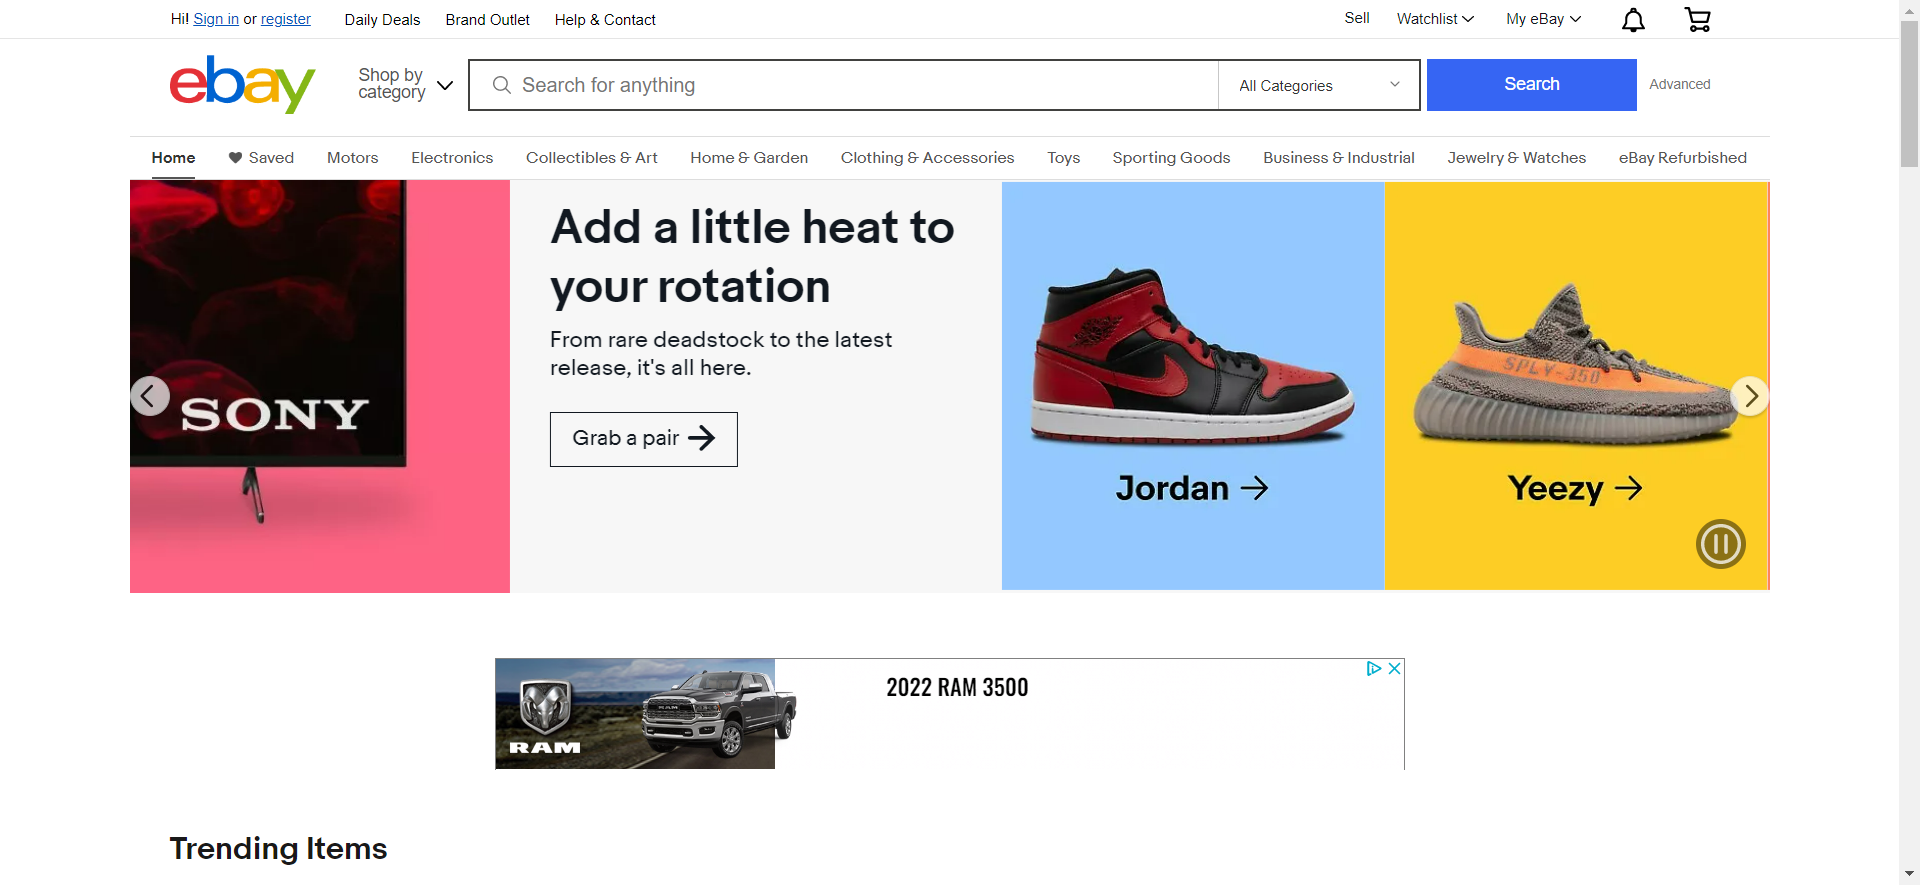 Hi! Sign in or register Daily Deals Brand Outlet Help & Contact Sell Watchlist My eBay
ebay Shop by category Search for anything All Categories Search Advanced
Home Saved Motors Electronics Collectibles & Art Home & Garden Clothing & Accessories Toys Sporting Goods Business & Industrial Jewelry & Watches eBay Refurbished
SONY
Add a little heat to
your rotation
From rare deadstock to the latest
release, it's all here.
Grab a pair
Jordan
SPLY-350
Yeezy
RAM
RAM
2022 RAM 3500
Trending Items